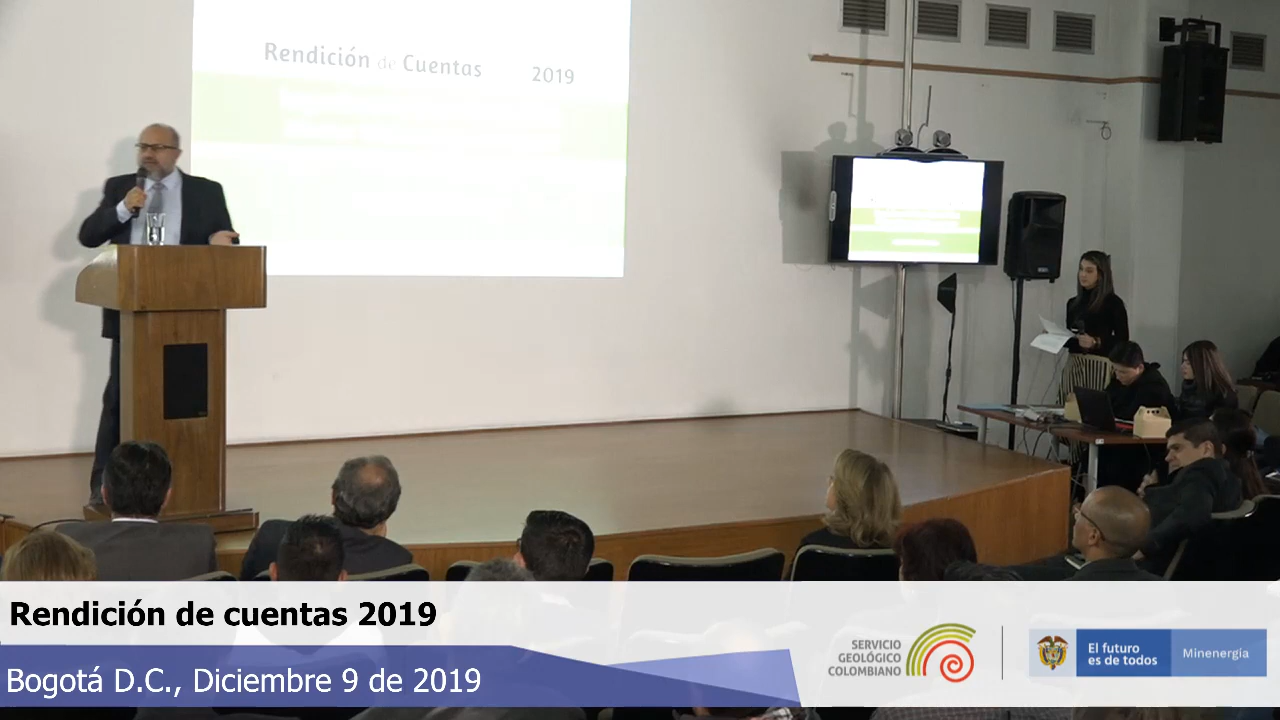 Rendición de Cuentas 2019
Rendición de cuentas 2019
Bogotá D.C., Diciembre 9 de 2019
SERVICIO
GEOLÓGICO
COLOMBIANO
El futuro
es de todos
Minenergía